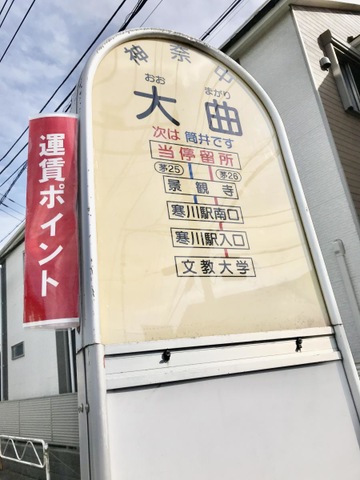 神奈中
おお まがり
大曲
次は 筒井です
当停留所
茅25 茅26
景観寺
寒川駅南口
寒川駅入口
文教大学
運賃ポイント